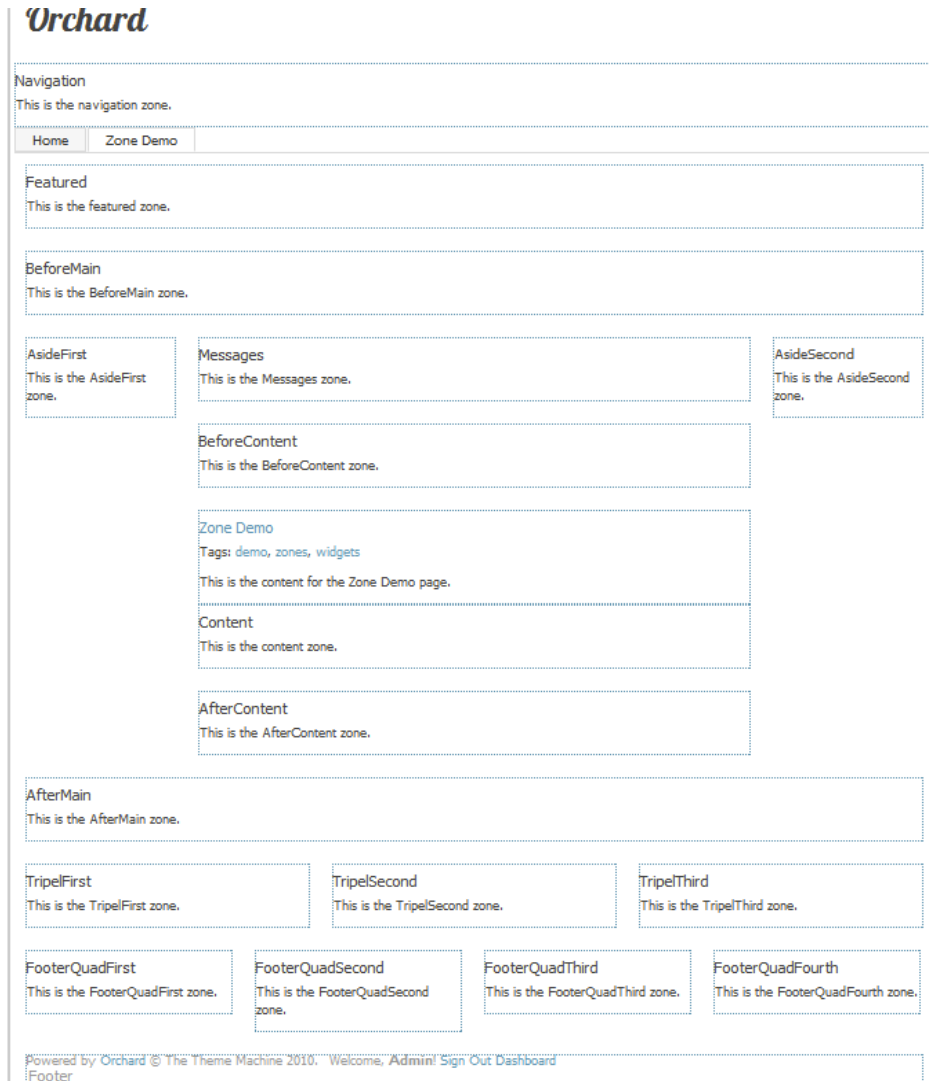 Orchard
Navigation
This is the navigation zone.
Home
Zone Demo
Featured
This is the featured zone.
BeforeMain
This is the BeforeMain zone.
AsideFirst
This is the AsideFirst
zone.
Messages
This is the Messages zone.
AsideSecond
This is the AsideSecond
zone.
BeforeContent
This is the BeforeContent zone.
Zone Demo
Tags: demo, zones, widgets
This is the content for the Zone Demo page.
Content
This is the content zone.
AfterContent
This is the AfterContent zone.
AfterMain
This is the AfterMain zone.
TripelFirst
This is the TripelFirst zone.
TripelSecond
This is the TripelSecond zone.
TripelThird
This is the TripelThird zone.
FooterQuadFirst
This is the FooterQuadFirst zone.
FooterQuadSecond
This is the FooterQuadSecond
zone.
FooterQuadThird
This is the FooterQuadThird zone.
FooterQuadFourth
This is the FooterQuadFourth zone.
Powered by Orchard © The Theme Machine 2010. Welcome, Admin! Sign Out Dashboard
Footer